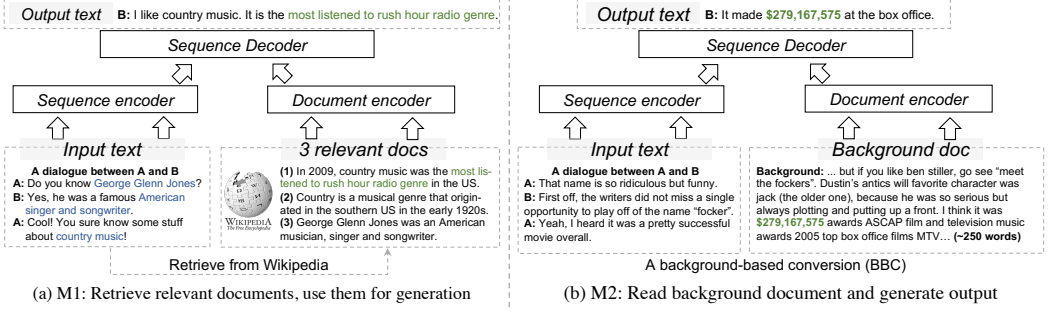 Output text B: I like country music. It is the most listened to rush hour radio genre.
Sequence Decoder
Sequence encoder
Document encoder
Input text
A dialogue between A and B
A: Do you know George Glenn Jones?
B: Yes, he was a famous American
singer and songwriter.
A: Cool! You sure know some stuff
about country music!
3 relevant docs
WIKIPEDIA
The Free Encyclopedia
(1) In 2009, country music was the most lis-
tened to rush hour radio genre in the US.
(2) Country is a musical genre that origin-
ated in the southern US in the early 1920s.
(3) George Glenn Jones was an American
musician, singer and songwriter.
Retrieve from Wikipedia
(a) M1: Retrieve relevant documents, use them for generation
Output text B: It made $279,167,575 at the box office.
Sequence Decoder
Sequence encoder
Document encoder
Input text
A dialogue between A and B
A: That name is so ridiculous but funny.
B: First off, the writers did not miss a single
opportunity to play off of the name “focker”.
A: Yeah, I heard it was a pretty successful
movie overall.
Background doc
Background: ... but if you like ben stiller, go see “meet
the fockers”. Dustin’s antics will favorite character was
jack (the older one), because he was so serious but
always plotting and putting up a front. I think it was
$279,167,575 awards ASCAP film and television music
awards 2005 top box office films MTV… (~250 words)
A background-based conversion (BBC)
(b) M2: Read background document and generate output